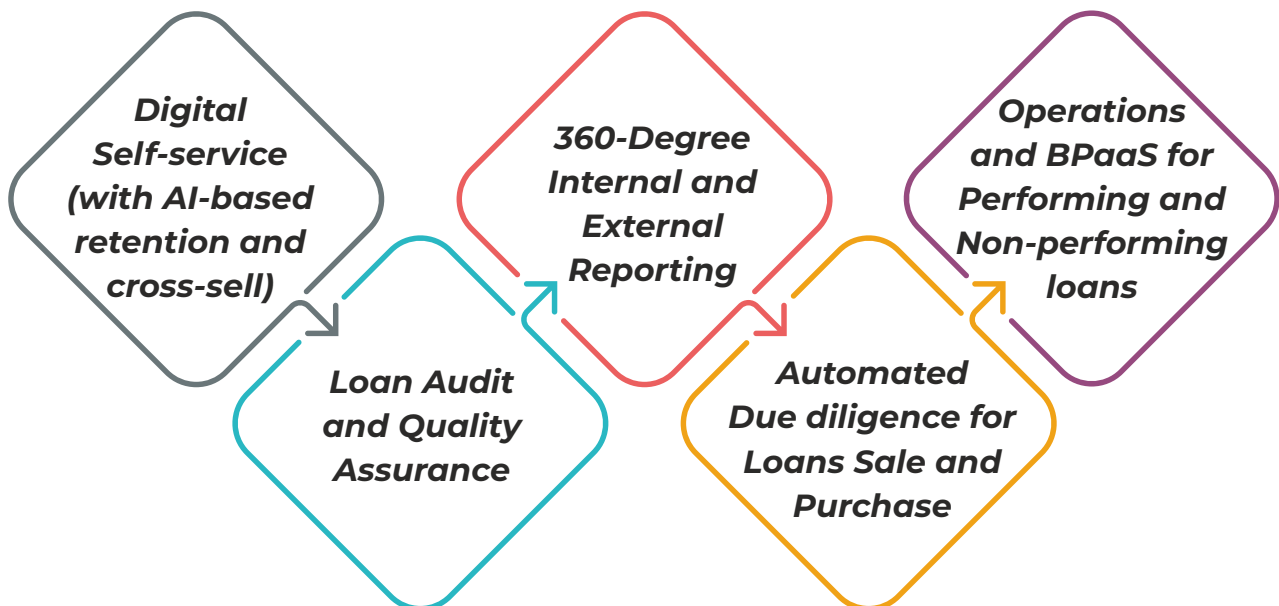 Digital
Self-service
(with AI-based
retention and
cross-sell)
Loan Audit
and Quality
Assurance
360-Degree
Internal and
External
Reporting
Automated
Due diligence for
Loans Sale and
Purchase
Operations
and BPaaS for
Performing and
Non-performing
loans